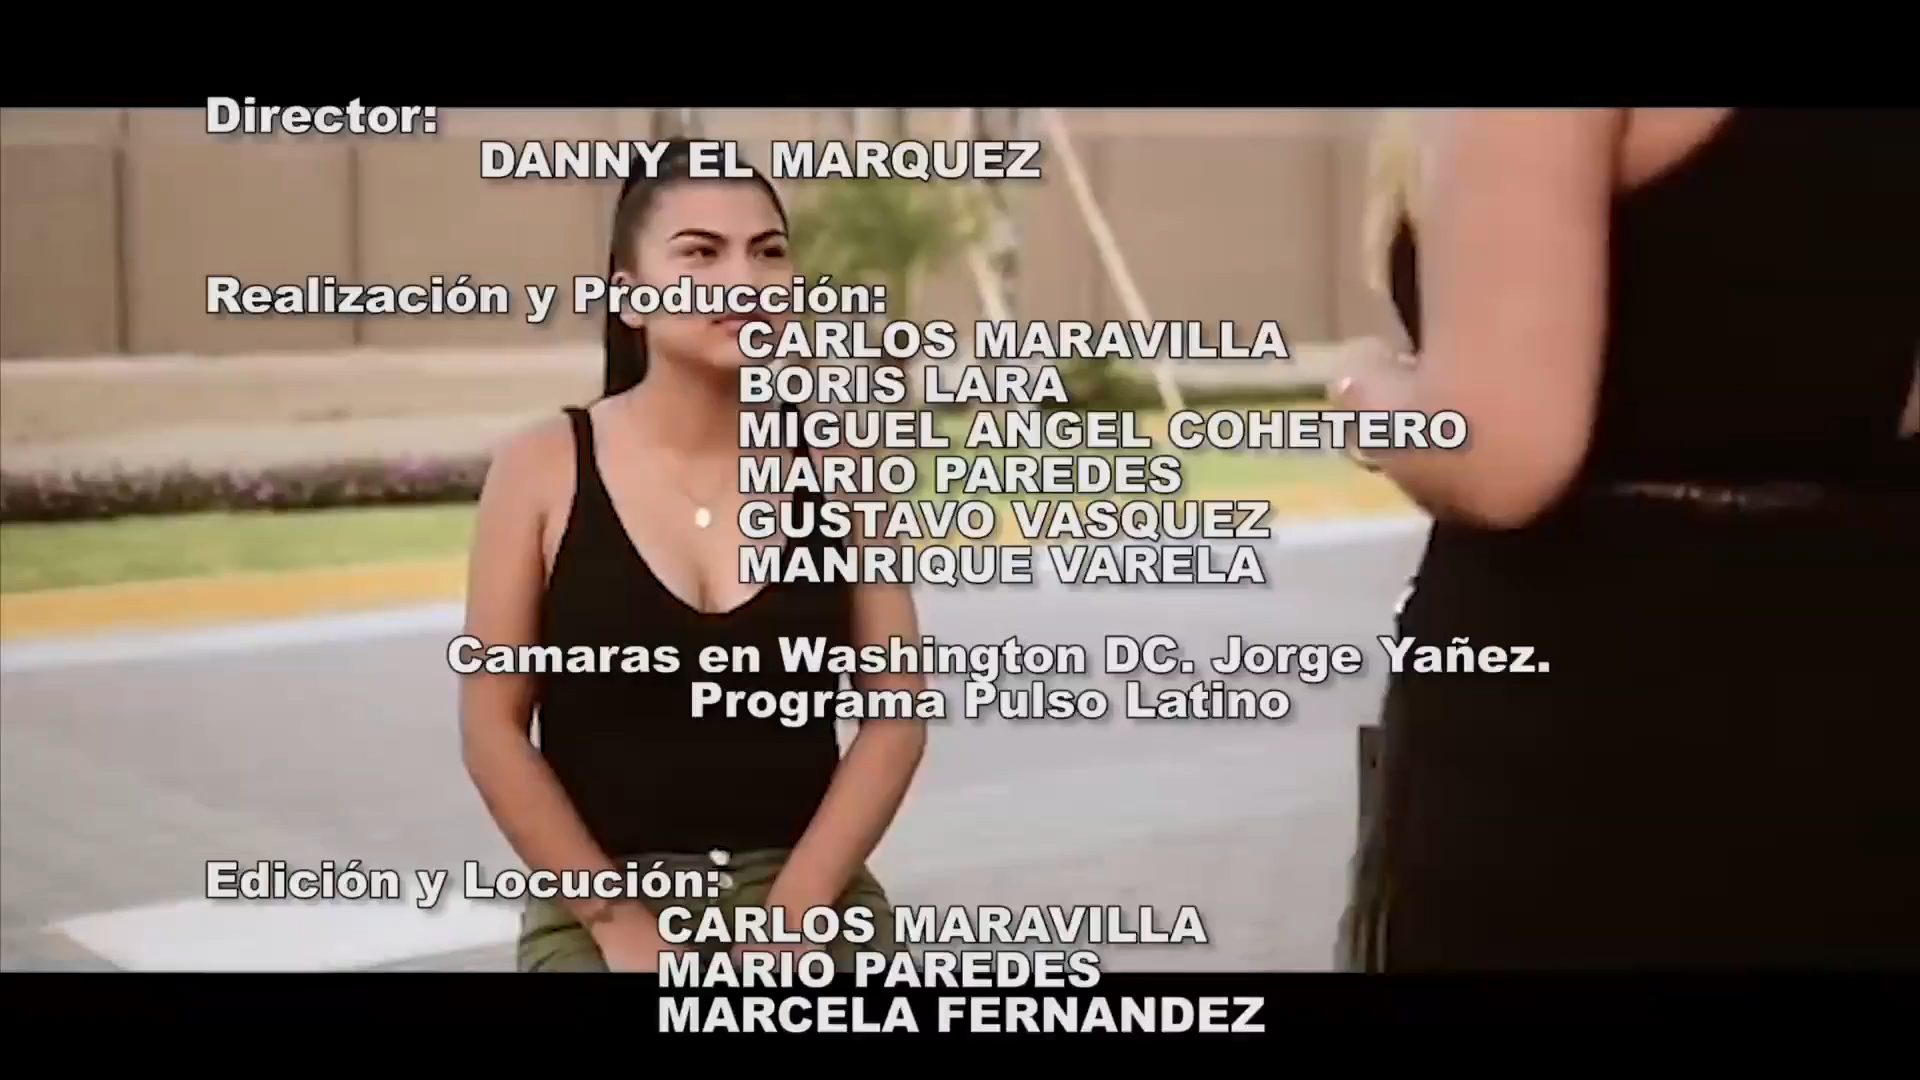 Director:
DANNY EL MARQUEZ
Realización y Producción:
CARLOS MARAVILLA
BORIS LARA
MIGUEL ANGEL COHETERO
MARIO PAREDES
GUSTAVO VASQUEZ
MANRIQUE VARELA
Camaras en Washington DC. Jorge Yañez.
Programa Pulso Latino
Edición y Locución:
CARLOS MARAVILLA
MARIO PAREDES
MARCELA FERNANDEZ